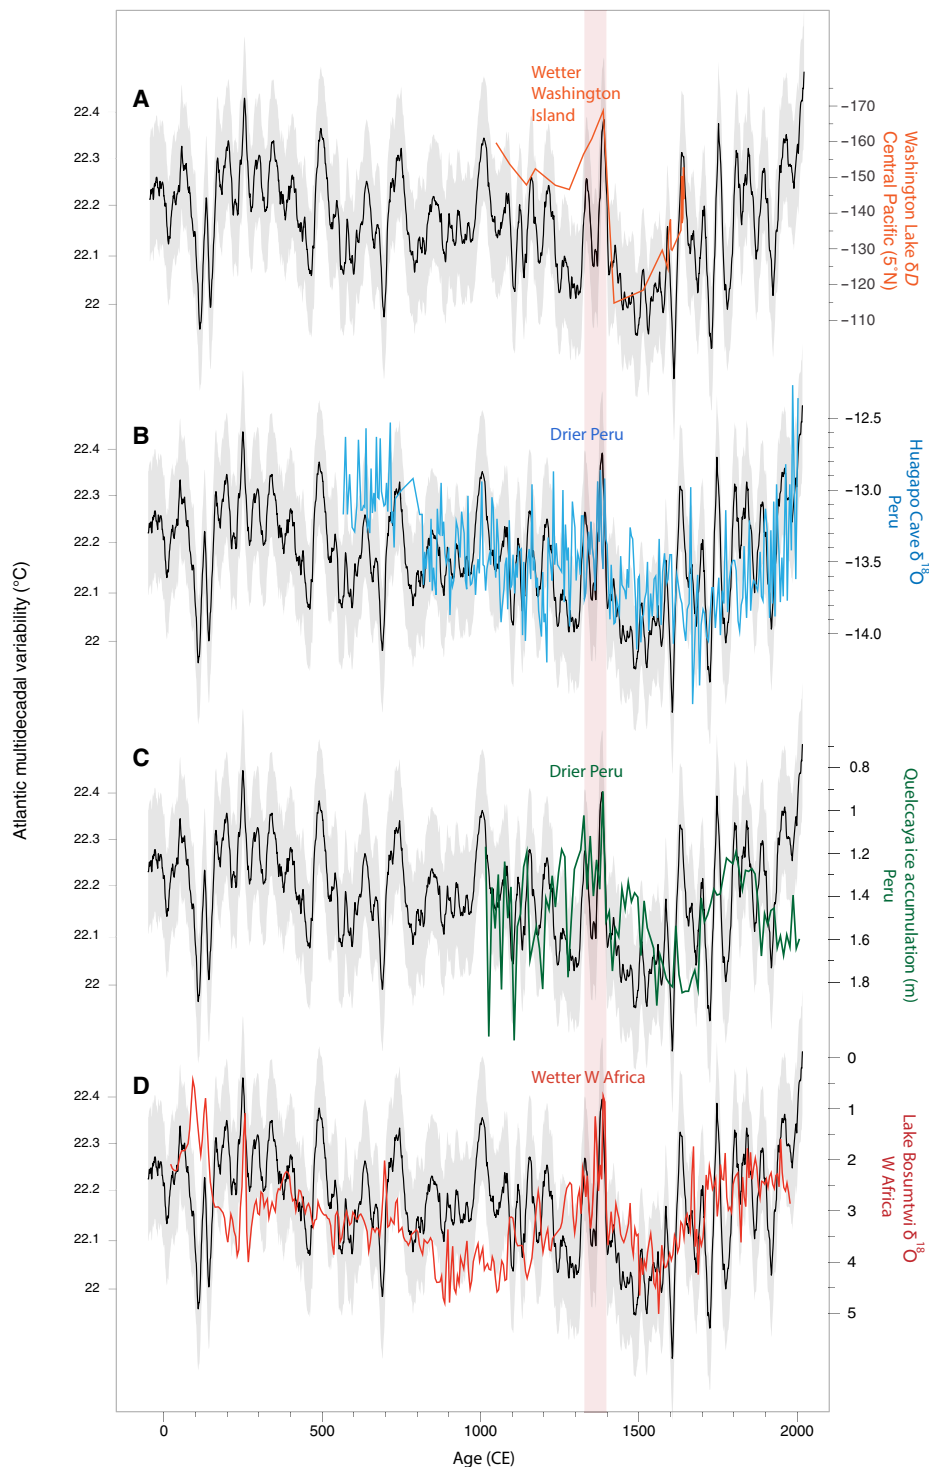 A
Wetter
Washington
Island
22.4
22.3
22.2
22.1
22
−170
−160
−150
−140
−130
−120
−110
Washington Lake δD
Central Pacific (5°N)
B
Drier Peru
22.4
22.3
22.2
22.1
22
−12.5
−13.0
−13.5
−14.0
Huagapo Cave δ18O
Peru
Atlantic multidecadal variability (°C)
C
Drier Peru
22.4
22.3
22.2
22.1
22
0.8
1
1.2
1.4
1.6
1.8
Quelccaya ice accumulation (m)
Peru
D
Wetter W Africa
22.4
22.3
22.2
22.1
22
0
1
2
3
4
5
Lake Bosumtwi δ18O
W Africa
0 500 1000 1500 2000
Age (CE)